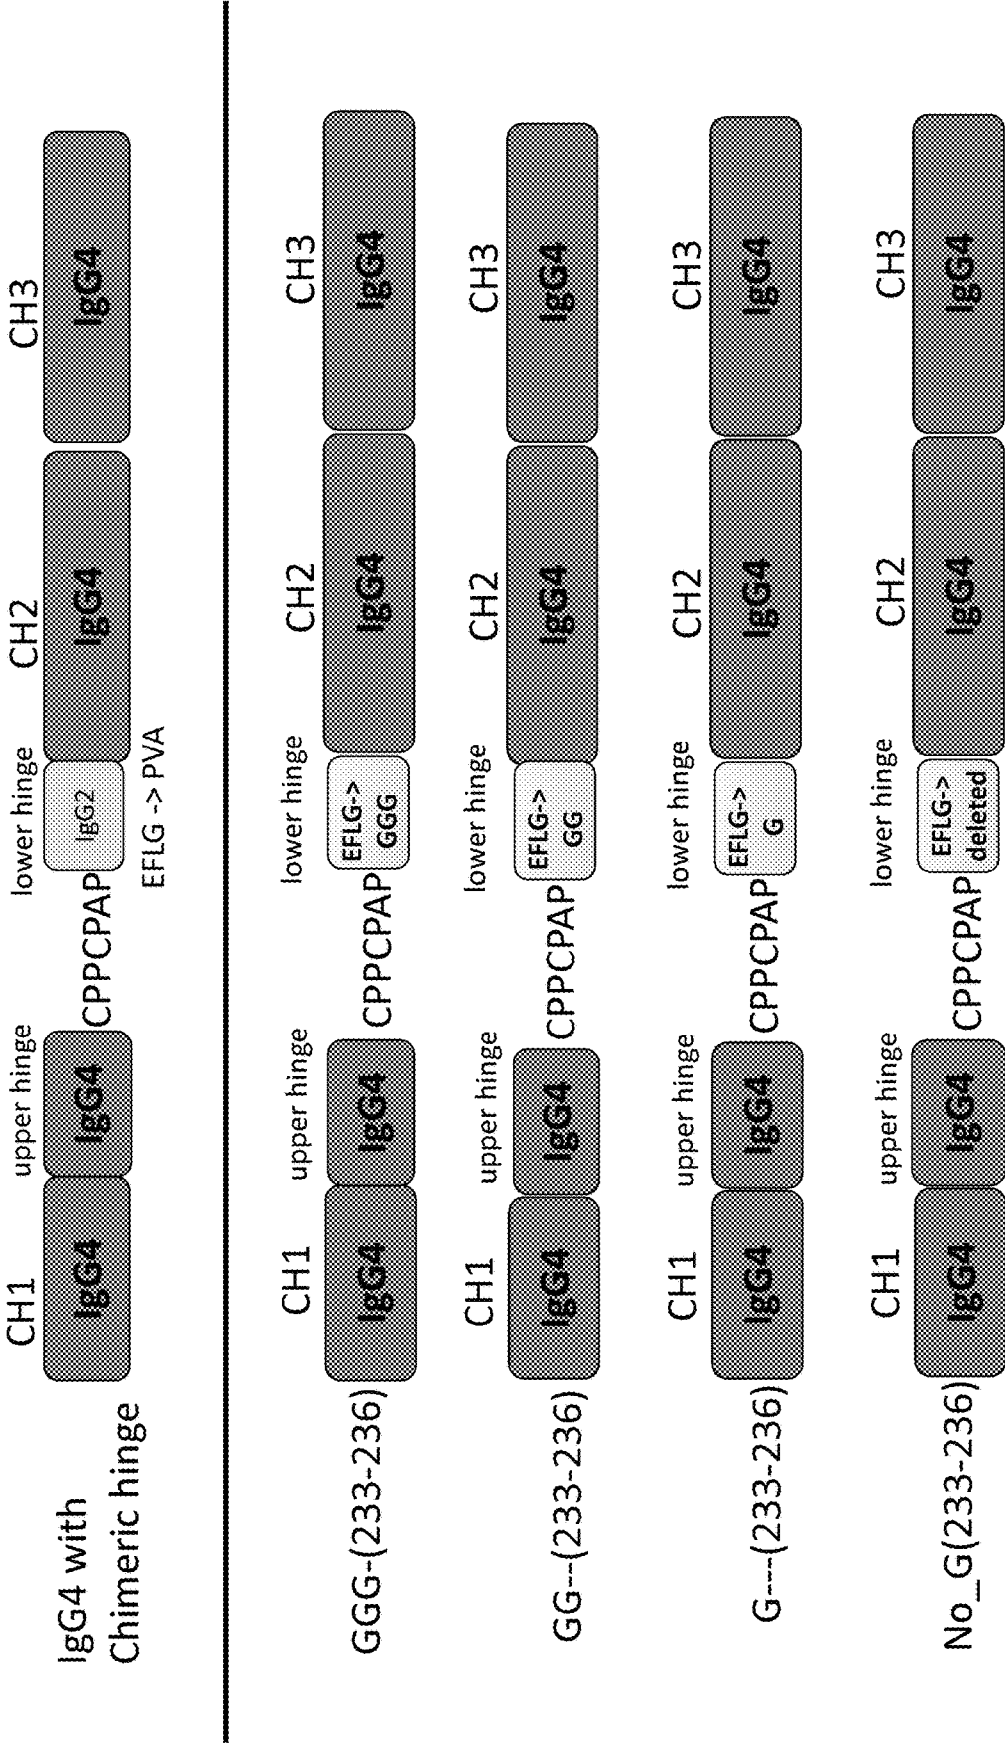 CH1
upper hinge
lower hinge
CH2
CH3
IgG4 with
Chimeric hinge
IgG4
IgG4
CPPCPAP
IgG2
IgG4
IgG4
EFLG -> PVA
CH1
upper hinge
lower hinge
CH2
CH3
GGG-(233-236)
IgG4
IgG4
CPPCPAP
EFLG->
GGG
IgG4
IgG4
CH1
upper hinge
lower hinge
CH2
CH3
GG--(233-236)
IgG4
IgG4
CPPCPAP
EFLG->
GG
IgG4
IgG4
CH1
upper hinge
lower hinge
CH2
CH3
G----(233-236)
IgG4
IgG4
CPPCPAP
EFLG->
G
IgG4
IgG4
CH1
upper hinge
lower hinge
CH2
CH3
No_G(233-236)
IgG4
IgG4
CPPCPAP
EFLG->
deleted
IgG4
IgG4